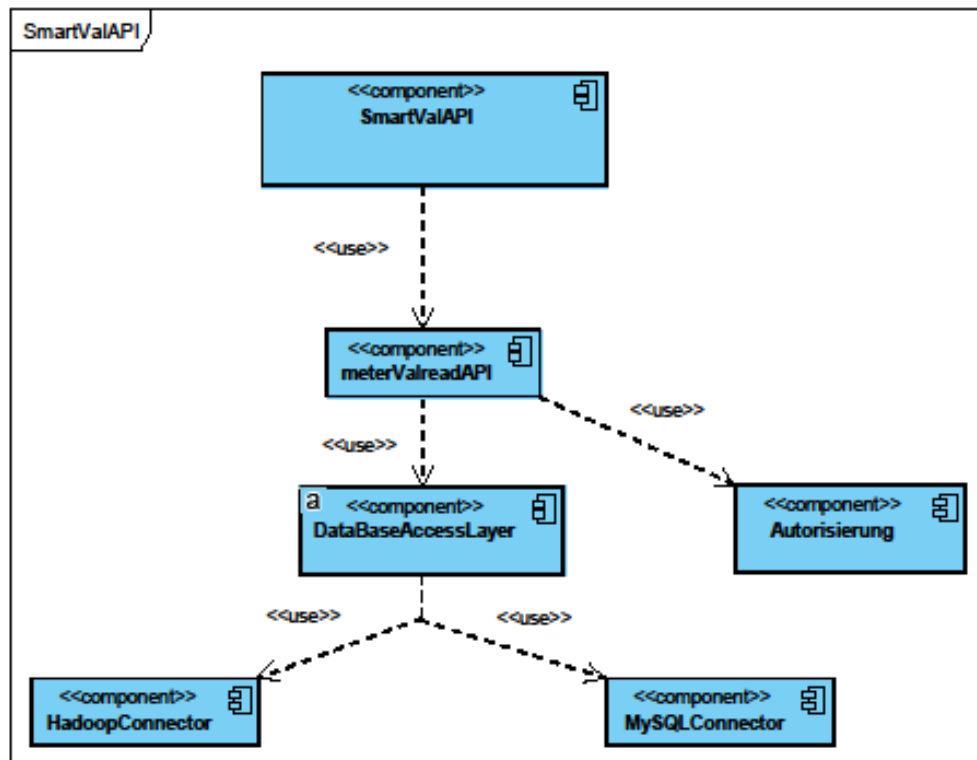 SmartValAPI
<<component>>
SmartValAPI
<<use>>
<<component>>
meterValreadAPI
<<use>>
<<use>>
a
<<component>>
DataBaseAccessLayer
<<component>>
Autorisierung
<<use>>
<<use>>
<<component>>
HadoopConnector
<<component>>
MySQLConnector